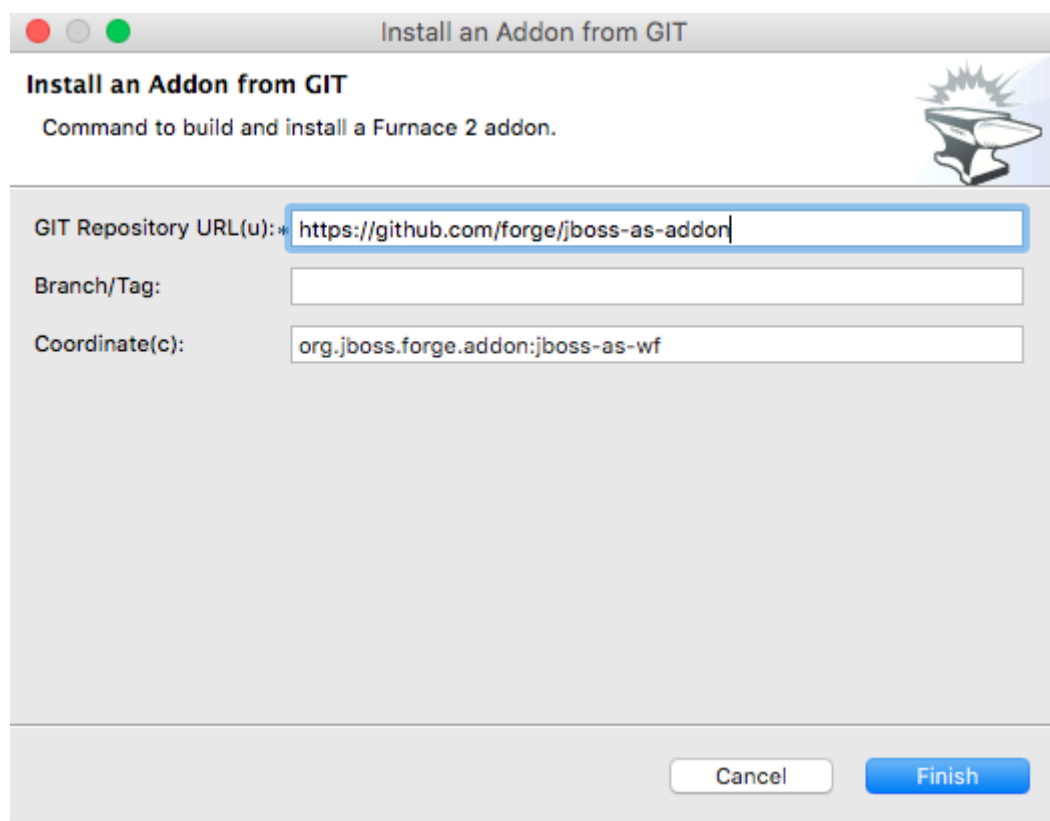 Install an Addon from GIT
Install an Addon from GIT
Command to build and install a Furnace 2 addon.
GIT Repository URL(u):* https://github.com/forge/jboss-as-addon
Branch/Tag:
Coordinate(c): org.jboss.forge.addon:jboss-as-wf
Cancel Finish